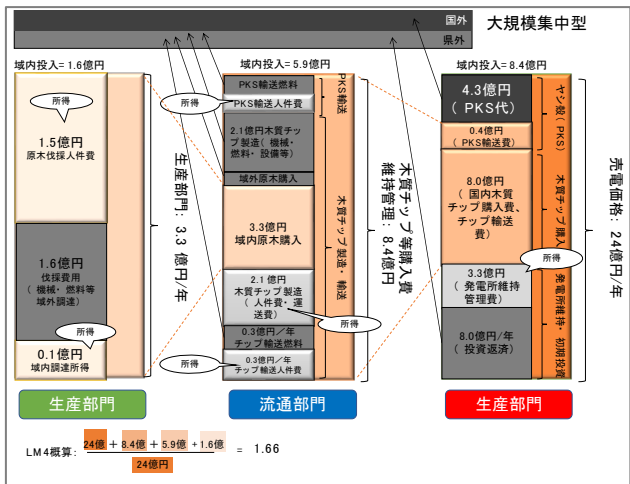 国外
県外
大規模集中型
域内投入= 1.6億円
域内投入= 5.9億円
域内投入= 8.4億円
所得
1.5億円
原木伐採人件費
1.6億円
伐採費用
( 機械・ 燃料等
域外調達)
所得
0.1億円
域内調達所得
生産部門: 3.3 億円/年
生産部門
所得
PKS輸送燃料
PKS輸送人件費
2.1億円木質チッ
プ製造( 機械・
燃料・ 設備等)
域外原木購入
3.3億円
域内原木購入
2.1 億円
木質チップ製造
( 人件費・ 運
送費)
所得
0.3億円／年
チップ輸送燃料
所得
0.3億円／年
チップ輸送人件費
PKS輸送
木質チップ製造・ 輸送
木質チップ等購入費
維持管理: 8.4億円
流通部門
4.3億円
( PKS代)
0.4億円
( PKS輸送費)
8.0億円
( 国内木質
チップ購入費、
チップ輸送
費)
所得
3.3億円
( 発電所維持
管理費)
8.0億円/年
( 投資返済)
ヤシ殻( PKS)
木質チップ購入
発電所維持・ 初期投資
売電価格: 24億円/年
生産部門
LM4概算:
24億 + 8.4億 + 5.9億 + 1.6億
24億円
= 1.66